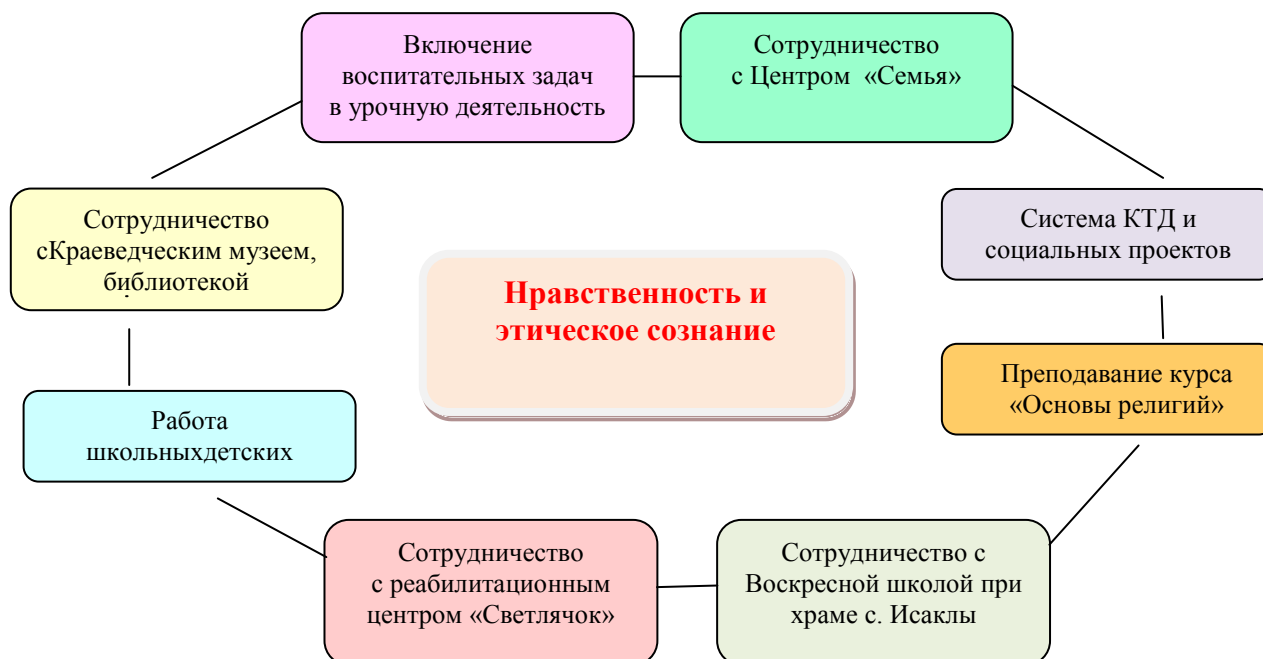 Включение
воспитательных задач
в урочную деятельность
Сотрудничество
с Центром «Семья»
Сотрудничество
сКраеведческим музеем,
библиотекой
Система КТД и
социальных проектов
Нравственность и
этическое сознание
Работа
школьныхдетских
Преподавание курса
«Основы религий»
Сотрудничество
с реабилитационным
центром «Светлячок»
Сотрудничество с
Воскресной школой при
храме с. Исаклы